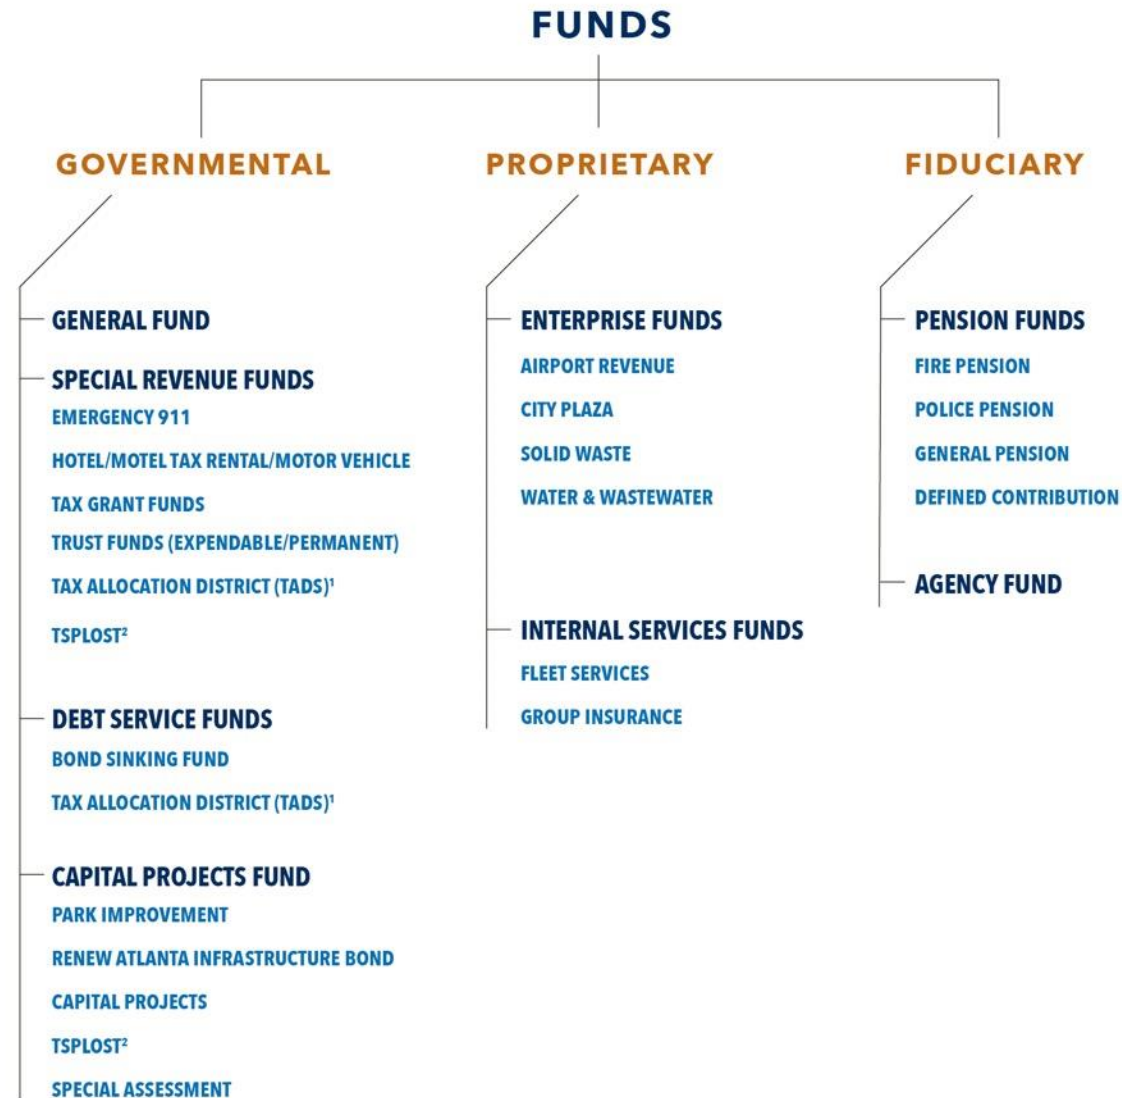 FUNDS
GOVERNMENTAL
GENERAL FUND
SPECIAL REVENUE FUNDS
EMERGENCY 911
HOTEL/MOTEL TAX RENTAL/MOTOR VEHICLE
TAX GRANT FUNDS
TRUST FUNDS (EXPENDABLE/PERMANENT)
TAX ALLOCATION DISTRICT (TADS)¹
TSPLOST²
DEBT SERVICE FUNDS
BOND SINKING FUND
TAX ALLOCATION DISTRICT (TADS)¹
CAPITAL PROJECTS FUND
PARK IMPROVEMENT
RENEW ATLANTA INFRASTRUCTURE BOND
CAPITAL PROJECTS
TSPLOST²
SPECIAL ASSESSMENT
PROPRIETARY
ENTERPRISE FUNDS
AIRPORT REVENUE
CITY PLAZA
SOLID WASTE
WATER & WASTEWATER
INTERNAL SERVICES FUNDS
FLEET SERVICES
GROUP INSURANCE
FIDUCIARY
PENSION FUNDS
FIRE PENSION
POLICE PENSION
GENERAL PENSION
DEFINED CONTRIBUTION
AGENCY FUND